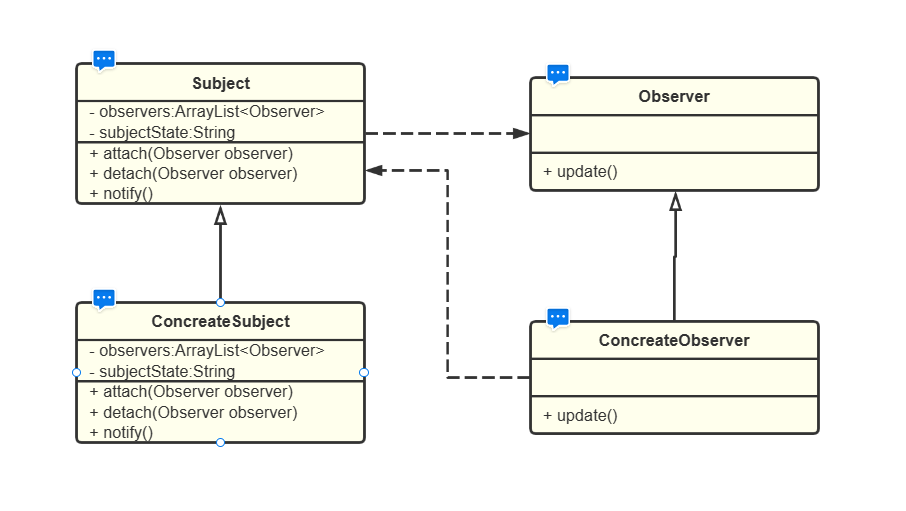 Subject
- observers:ArrayList<Observer>
- subjectState:String
+ attach(Observer observer)
+ detach(Observer observer)
+ notify()
Observer
+ update()
ConcreateSubject
- observers:ArrayList<Observer>
- subjectState:String
+ attach(Observer observer)
+ detach(Observer observer)
+ notify()
ConcreateObserver
+ update()